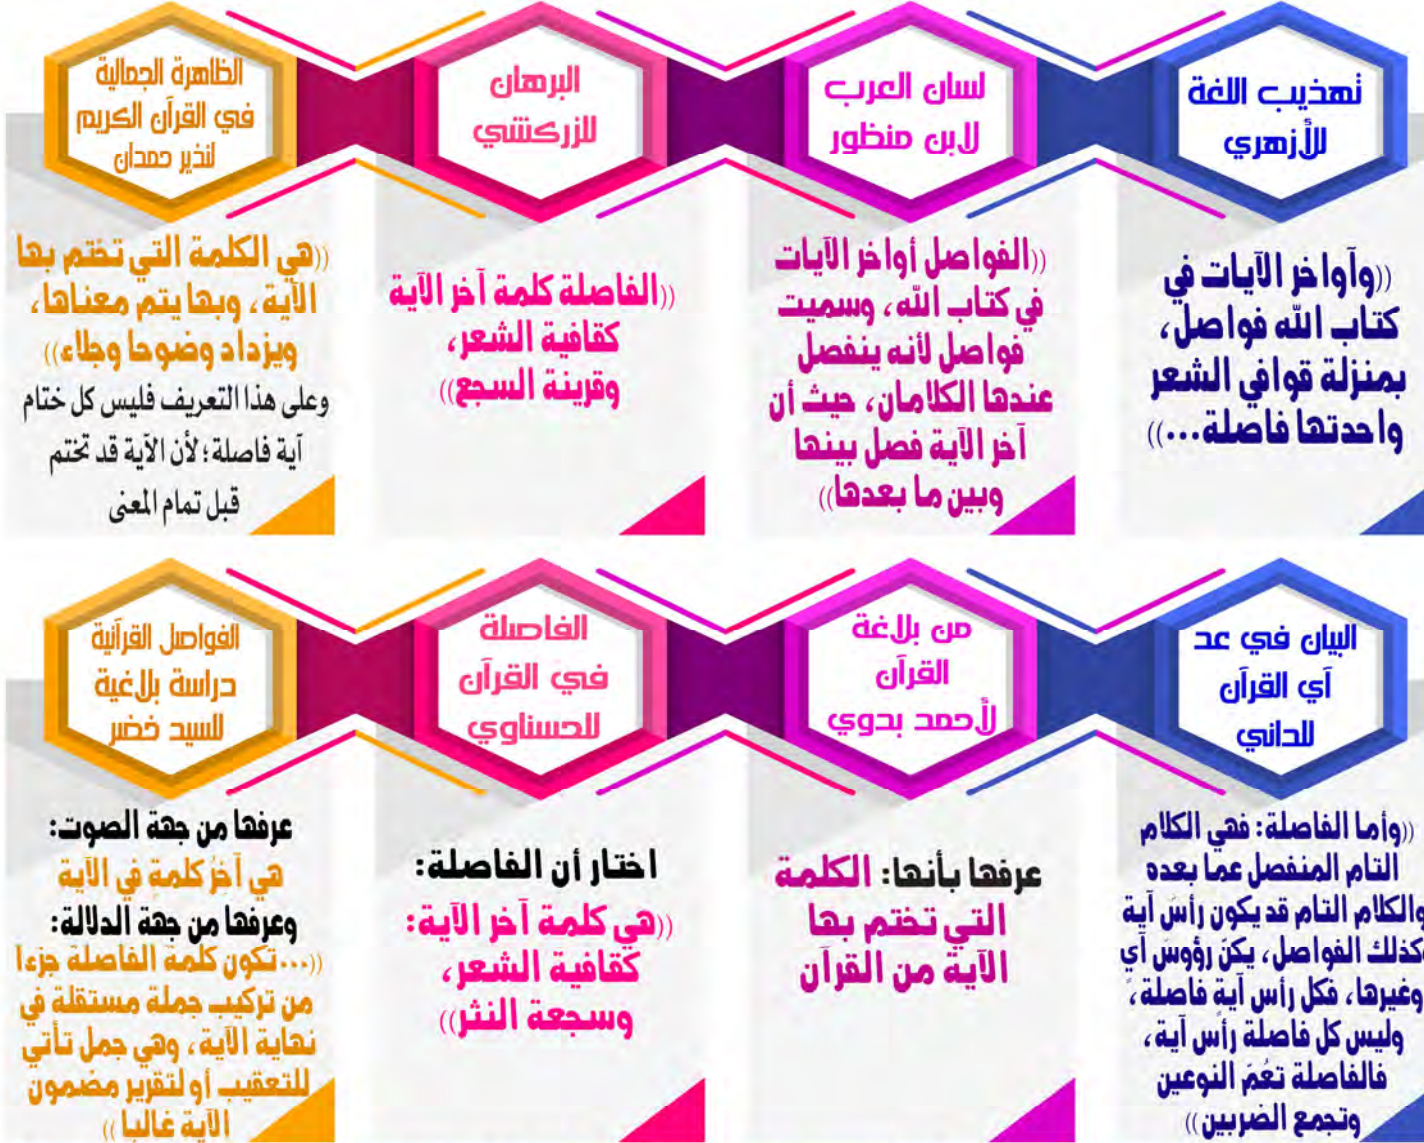 تهذيب اللغة
للأزهري
((وآواخر الآيات في
كتاب الله فواصل،
بمنزلة قوافي الشعر
واحدتها فاصلة...))
لسان العرب
لابن منظور
((الفواصل أواخر الآيات
في كتاب الله، وسميت
فواصل لأنه ينفصل
عندها الكلامان، حيث أن
آخر الآية فصل بينها
وبين ما بعدها))
البرهان
للزركشي
((الفاصلة كلمة آخر الآية
كقافية الشعر،
وقرينة السجع))
الظاهرة الجمالية
في القرآن الكريم
لنذير حمدان
((هي الكلمة التي تختم بها
الآية، وبها يتم معناها،
ويزداد وضوحا وجلاء))
وعلى هذا التعريف فليس كل ختام
آية فاصلة؛ لأن الآية قد تختم
قبل تمام المعنى
البيان في عد
آي القرآن
للداني
((وأما الفاصلة: فهي الكلام
التام المنفصل عما بعده
والكلام التام قد يكون رأسَ آية
وكذلك الفواصل، يكنّ رؤوسَ آي
وغيرها، فكل رأس آيةٍ فاصلة،
وليس كل فاصلة رأس آية،
فالفاصلة تعُمّ النوعين
وتجمع الضربين))
من بلاغة
القرآن
لأحمد بدوي
عرفها بأنها: الكلمة
التي تختم بها
الآية من القرآن
الفاصلة
في القرآن
للحسناوي
اختار أن الفاصلة:
((هي كلمة آخر الآية:
كقافية الشعر،
وسجعة النثر))
الفواصل القرآنية
دراسة بلاغية
للسيد خضر
عرفها من جهة الصوت:
هي آخرُ كلمةٍ في الآية
وعرفها من جهة الدلالة:
((...تكون كلمة الفاصلة جزءا
من تركيب جملة مستقلة في
نهاية الآية، وهي جمل تأتي
للتعقيب أو لتقرير مضمون
الآية غالبا))